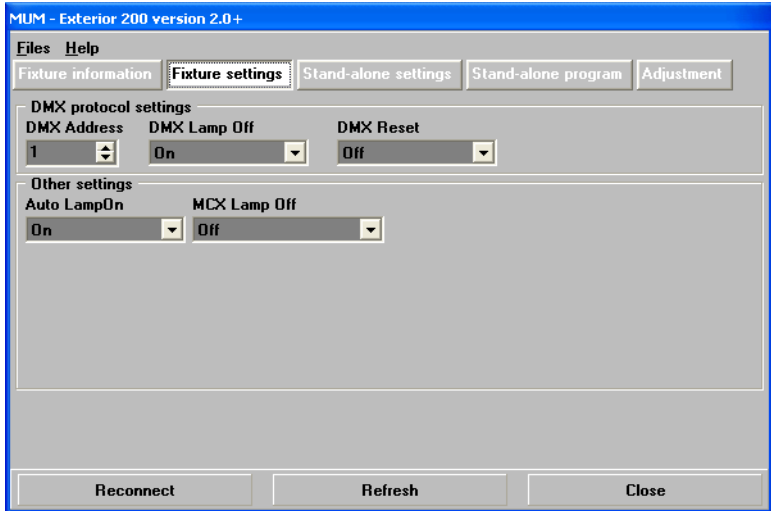 MUM - Exterior 200 version 2.0+
Files Help
Fixture information Fixture settings Stand-alone settings Stand-alone program Adjustment
DMX protocol settings
DMX Address DMX Lamp Off DMX Reset
1 On Off
Other settings
Auto LampOn MCX Lamp Off
On Off
Reconnect Refresh Close